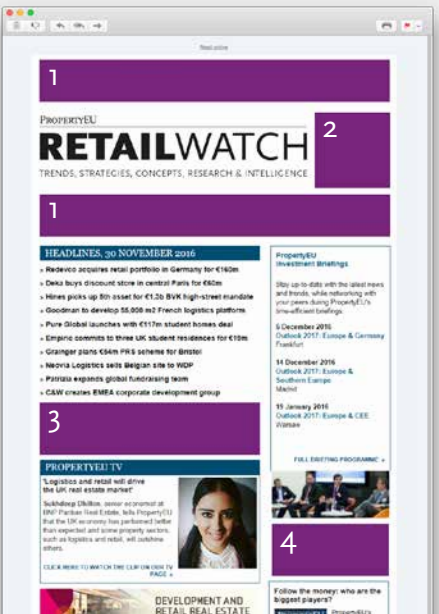 Read online
1
PROPERTYEU
RETAILWATCH
2
TRENDS, STRATEGIES, CONCEPTS, RESEARCH & INTELLIGENCE
1
HEADLINES, 30 NOVEMBER 2016
» Redevco acquires retail portfolio in Germany for €160m
» Deka buys discount store in central Paris for €60m
» Hines picks up 5th asset for €1.3b BVK high-street mandate
» Goodman to develop 55,000 m2 French logistics platform
» Pure Global launches with €117m student homes deal
» Empiric commits to three UK student residences for €10m
» Grainger plans €54m PRS scheme for Bristol
» Neovia Logistics sells Belgian site to WDP
» Patrizia expands global fundraising team
» C&W creates EMEA corporate development group
PropertyEU
Investment Briefings
Stay up-to-date with the latest news
and trends, while networking with
your peers during PropertyEU's
time-efficient briefings.
6 December 2016
Outlook 2017: Europe & Germany
Frankfurt
14 December 2016
Outlook 2017: Europe &
Southern Europe
Madrid
19 January 2016
Outlook 2017: Europe & CEE
Warsaw
FULL BRIEFING PROGRAMME »
3
PROPERTYEU TV
'Logistics and retail will drive
the UK real estate market'
Sukhdeep Dhillon, senior economist at
BNP Paribas Real Estate, tells PropertyEU
that the UK economy has performed better
than expected and some property sectors,
such as logistics and retail, will outshine
others.
CLICK HERE TO WATCH THE CLIP ON OUR TV
PAGE »
4
DEVELOPMENT AND
RETAIL REAL ESTATE
Follow the money: who are the
biggest players?
PropertyEU's